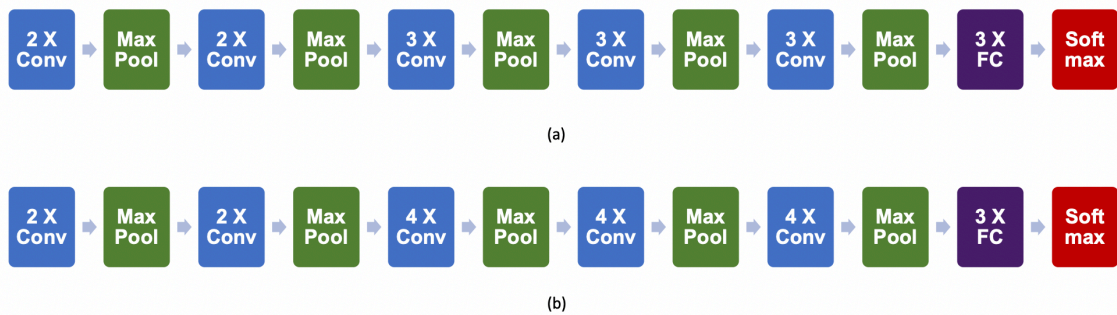 2 X
Conv
Max
Pool
2 X
Conv
Max
Pool
3 X
Conv
Max
Pool
3 X
Conv
Max
Pool
3 X
Conv
Max
Pool
3 X
FC
Soft
max
(a)
2 X
Conv
Max
Pool
2 X
Conv
Max
Pool
4 X
Conv
Max
Pool
4 X
Conv
Max
Pool
4 X
Conv
Max
Pool
3 X
FC
Soft
max
(b)